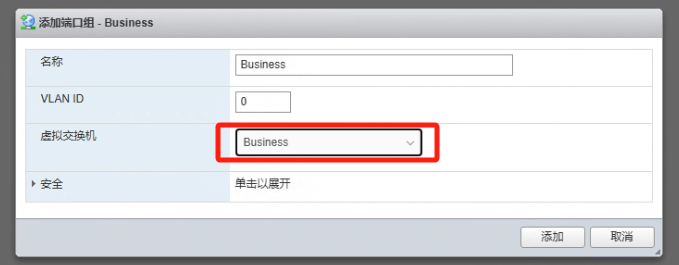 添加端口组 - Business
名称 Business
VLAN ID 0
虚拟交换机 Business
安全 单击以展开
添加 取消